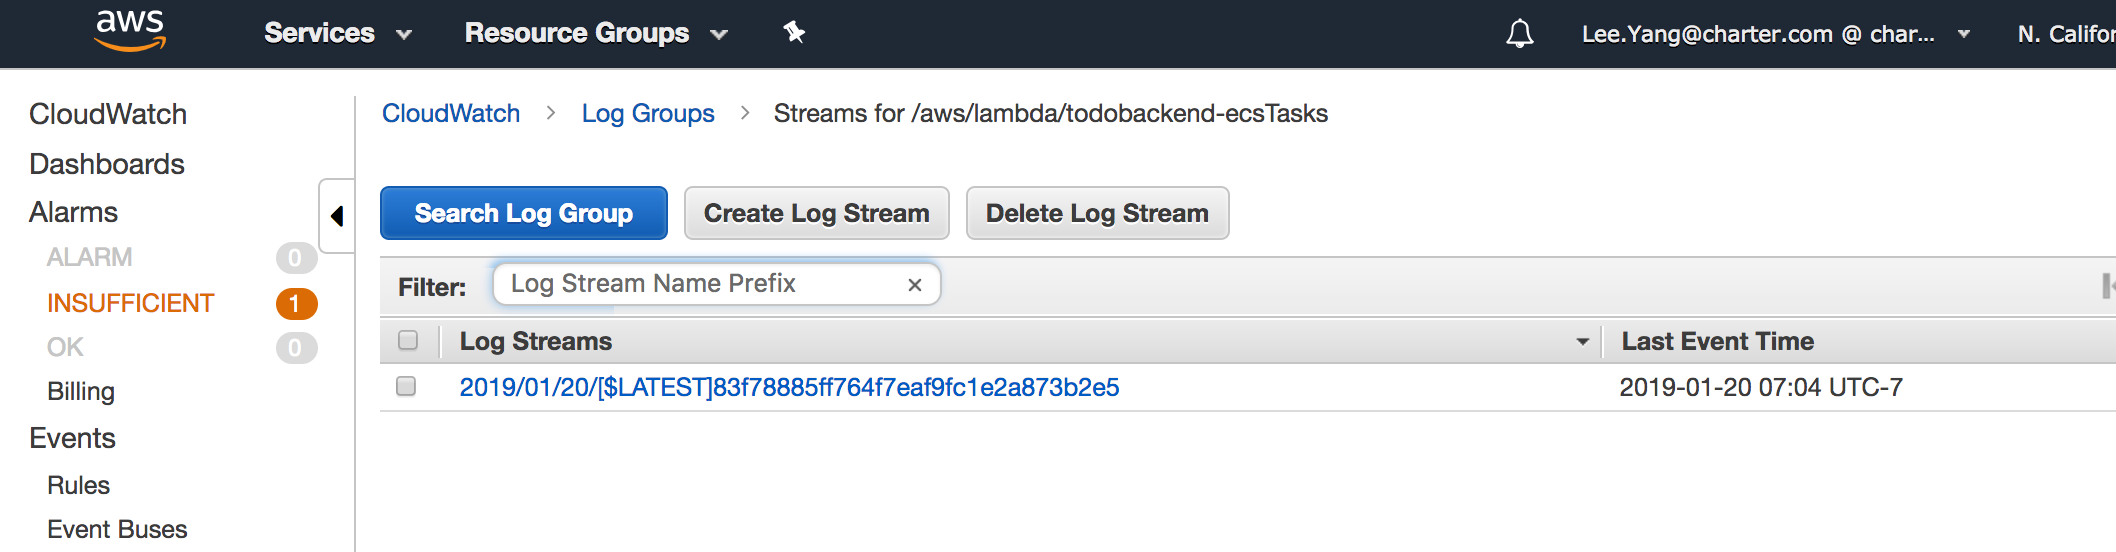 aws Services Resource Groups Lee.Yang@charter.com @ char... N. Califor
CloudWatch
Dashboards
Alarms
ALARM 0
INSUFFICIENT 1
OK 0
Billing
Events
Rules
Event Buses
CloudWatch > Log Groups > Streams for /aws/lambda/todobackend-ecsTasks
Search Log Group Create Log Stream Delete Log Stream
Filter: Log Stream Name Prefix ×
Log Streams Last Event Time
2019/01/20/[$LATEST]83f78885ff764f7eaf9fc1e2a873b2e5 2019-01-20 07:04 UTC-7